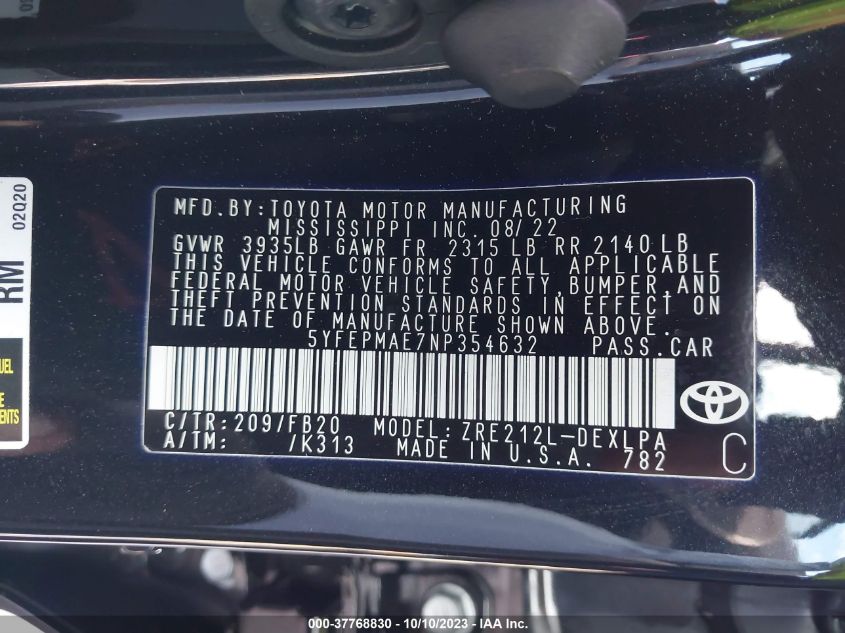 MFD.BY:TOYOTA MOTOR MANUFACTURING
MISSISSIPPI INC. 08/22
GVWR 3935LB GAWR FR 2315 LB RR 2140 LB
THIS VEHICLE CONFORMS TO ALL APPLICABLE
FEDERAL MOTOR VEHICLE SAFETY,BUMPER,AND
THEFT PREVENTION STANDARDS IN EFFECT ON
THE DATE OF MANUFACTURE SHOWN ABOVE.
5YFEPMAE7NP354632 PASS.CAR
C/TR:209/FB20 MODEL:ZRE212L-DEXLPA
A/TM: /K313 MADE IN U.S.A. 782
C
02Q20
RM
000-37768830 - 10/10/2023 - IAA Inc.